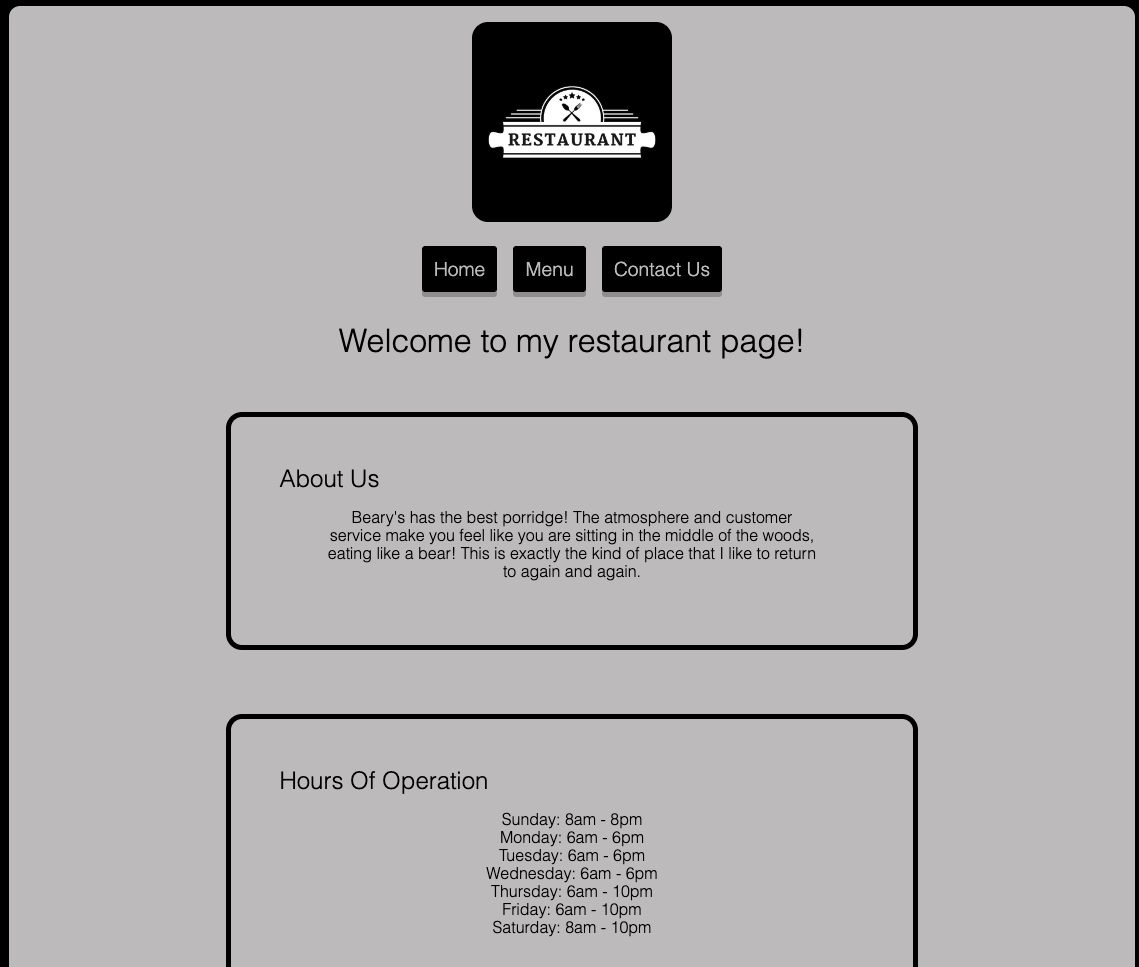 RESTAURANT
Home Menu Contact Us
Welcome to my restaurant page!
About Us
Beary's has the best porridge! The atmosphere and customer
service make you feel like you are sitting in the middle of the woods,
eating like a bear! This is exactly the kind of place that I like to return
to again and again.
Hours Of Operation
Sunday: 8am - 8pm
Monday: 6am - 6pm
Tuesday: 6am - 6pm
Wednesday: 6am - 6pm
Thursday: 6am - 10pm
Friday: 6am - 10pm
Saturday: 8am - 10pm